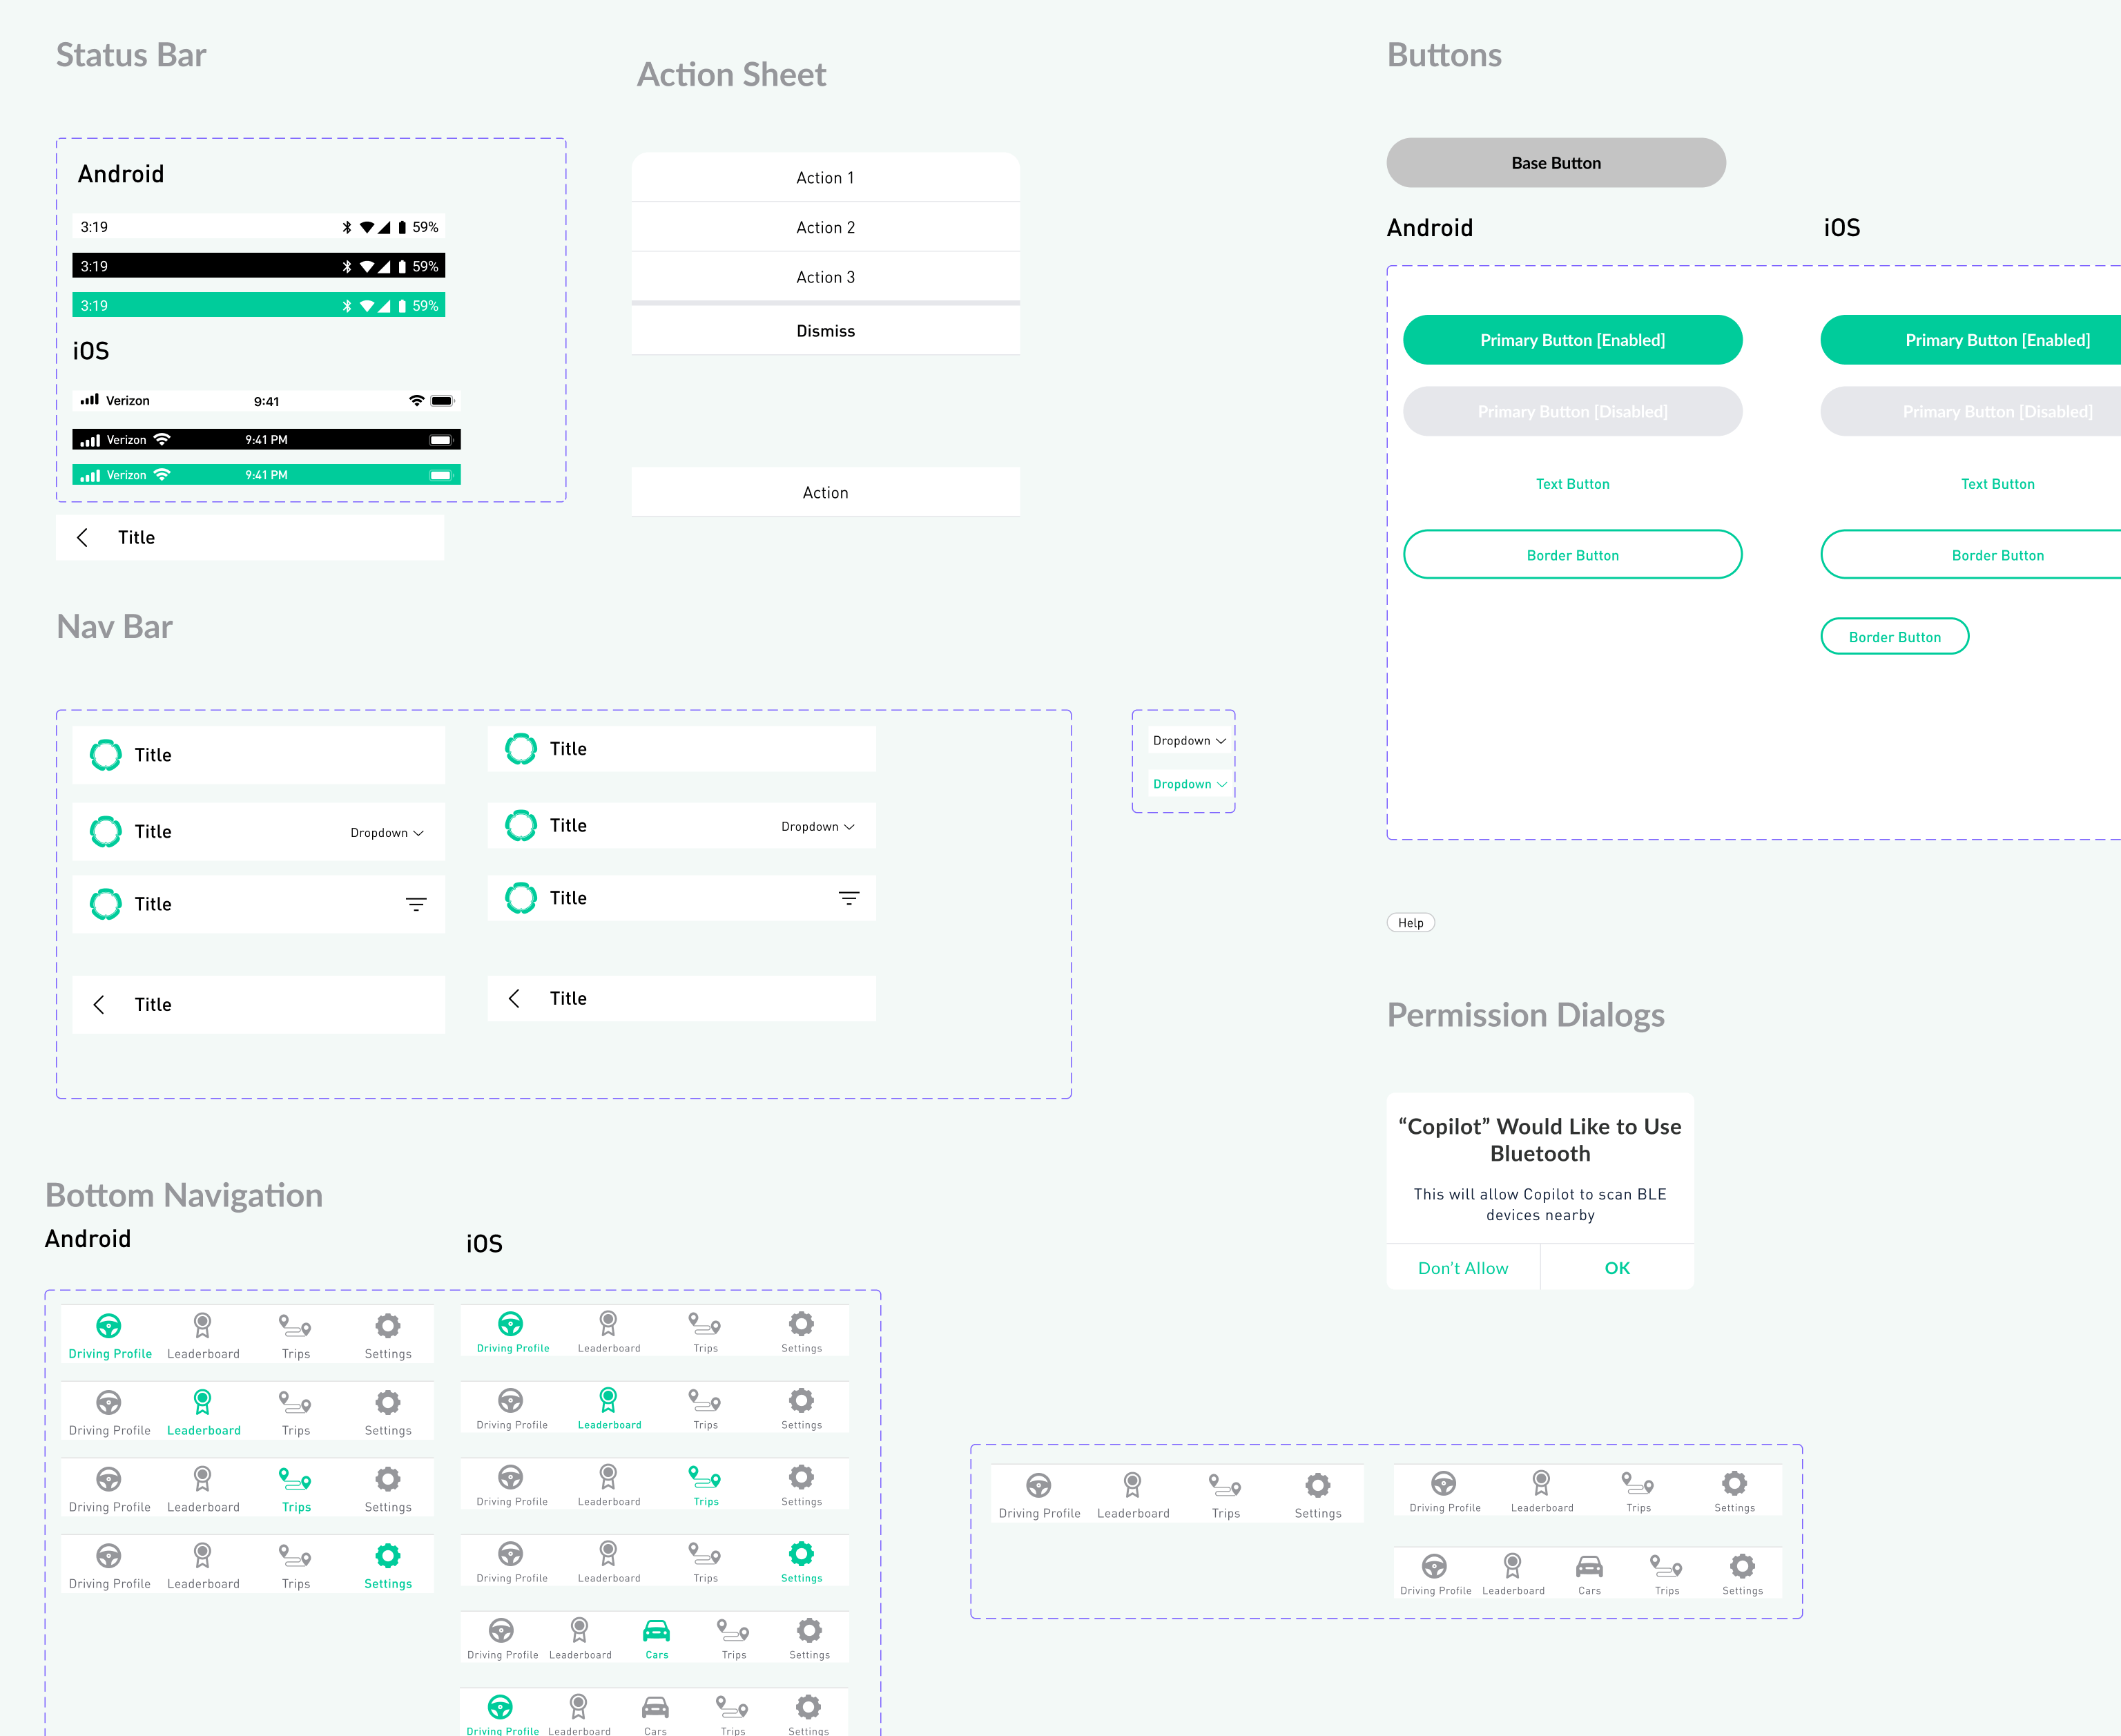 Status Bar
Action Sheet
Buttons
Android
3:19
59%
3:19
59%
3:19
59%
iOS
Verizon
9:41
Verizon
9:41 PM
Verizon
9:41 PM
Title
Action 1
Action 2
Action 3
Dismiss
Action
Base Button
Android
iOS
Primary Button [Enabled]
Primary Button [Enabled]
Primary Button [Disabled]
Primary Button [Disabled]
Text Button
Text Button
Border Button
Border Button
Border Button
Nav Bar
Title
Title
Title
Dropdown
Title
Dropdown
Title
Title
Title
Title
Dropdown
Dropdown
Help
Permission Dialogs
“Copilot” Would Like to Use
Bluetooth
This will allow Copilot to scan BLE
devices nearby
Don’t Allow
OK
Bottom Navigation
Android
iOS
Driving Profile Leaderboard Trips Settings
Driving Profile Leaderboard Trips Settings
Driving Profile Leaderboard Trips Settings
Driving Profile Leaderboard Trips Settings
Driving Profile Leaderboard Trips Settings
Driving Profile Leaderboard Trips Settings
Driving Profile Leaderboard Trips Settings
Driving Profile Leaderboard Trips Settings
Driving Profile Leaderboard Cars Trips Settings
Driving Profile Leaderboard Cars Trips Settings
Driving Profile Leaderboard Trips Settings
Driving Profile Leaderboard Trips Settings
Driving Profile Leaderboard Cars Trips Settings